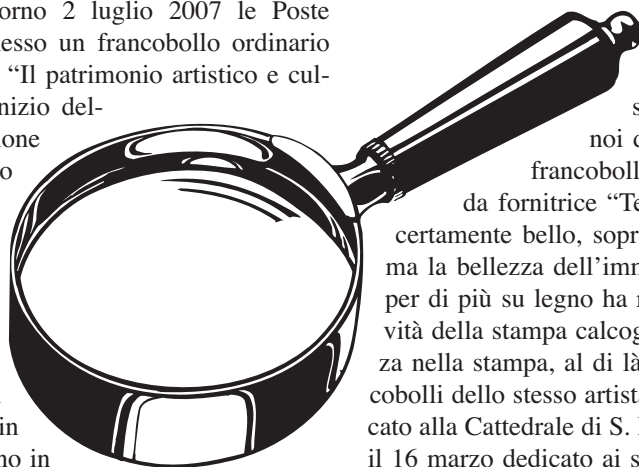 orno 2 luglio 2007 le Poste
esso un francobollo ordinario
“Il patrimonio artistico e cul-
nizio del-
one
o
in
no in
s
noi
francoboll
da fornitrice “Te
certamente bello, sopr
ma la bellezza dell’imm
per di più su legno ha
vità della stampa calcog
za nella stampa, al di là
cobolli dello stesso artista
cato alla Cattedrale di S.
il 16 marzo dedicato ai s